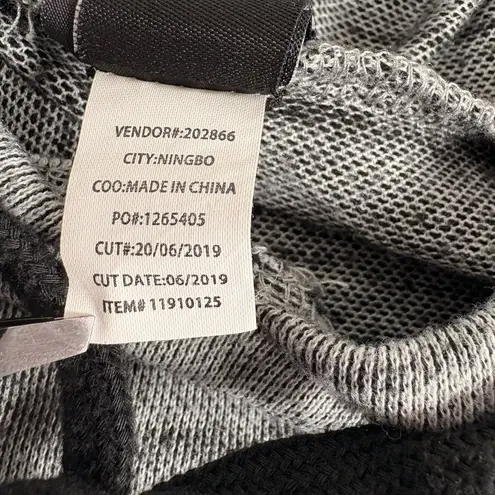 VENDOR#:202866
CITY:NINGBO
COO:MADE IN CHINA
PO#:1265405
CUT#:20/06/2019
CUT DATE:06/2019
ITEM# 11910125